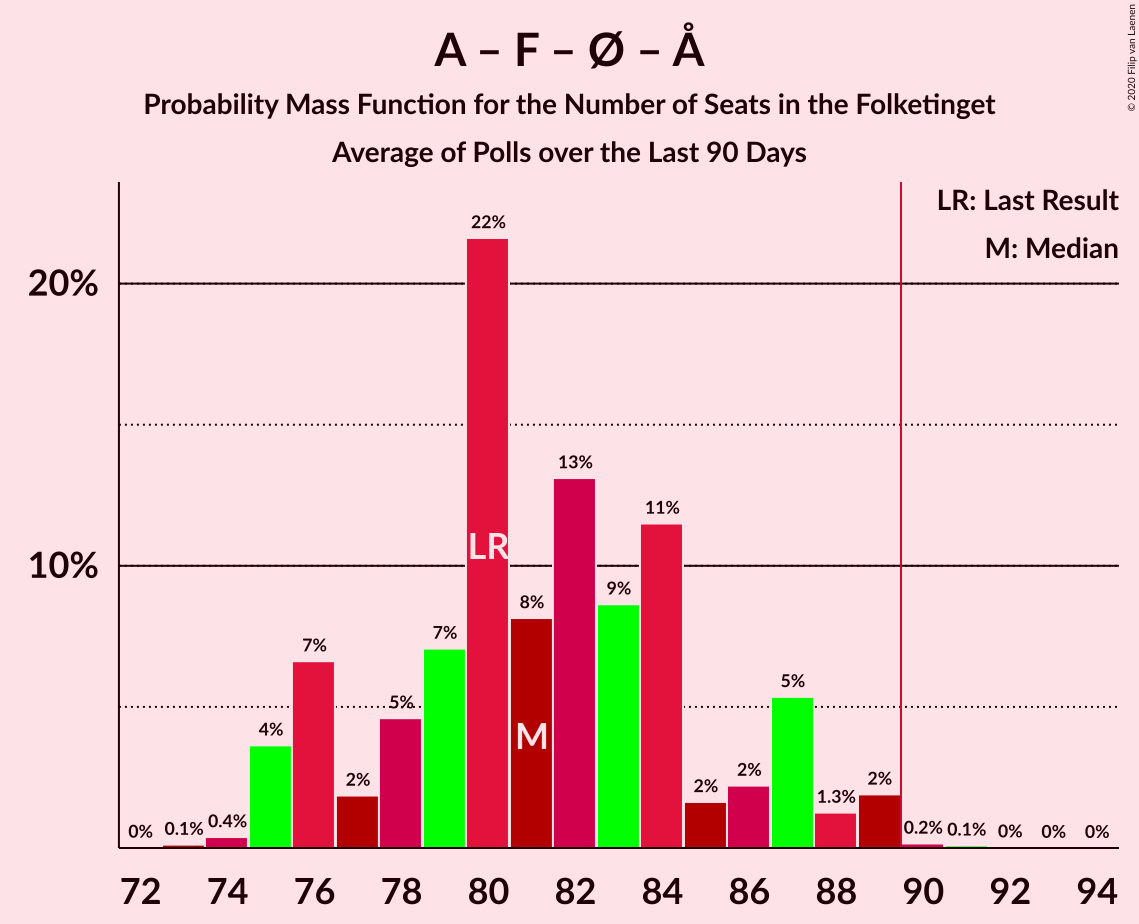 A – F – Ø – Å
Probability Mass Function for the Number of Seats in the Folketinget
Average of Polls over the Last 90 Days
© 2020 Filip van Laenen
LR: Last Result
M: Median
20%
10%
0%
0.1%
0.4%
4%
7%
2%
5%
7%
22%
8%
13%
9%
11%
2%
2%
5%
1.3%
2%
0.2%
0.1%
0%
0%
0%
LR
M
72 74 76 78 80 82 84 86 88 90 92 94